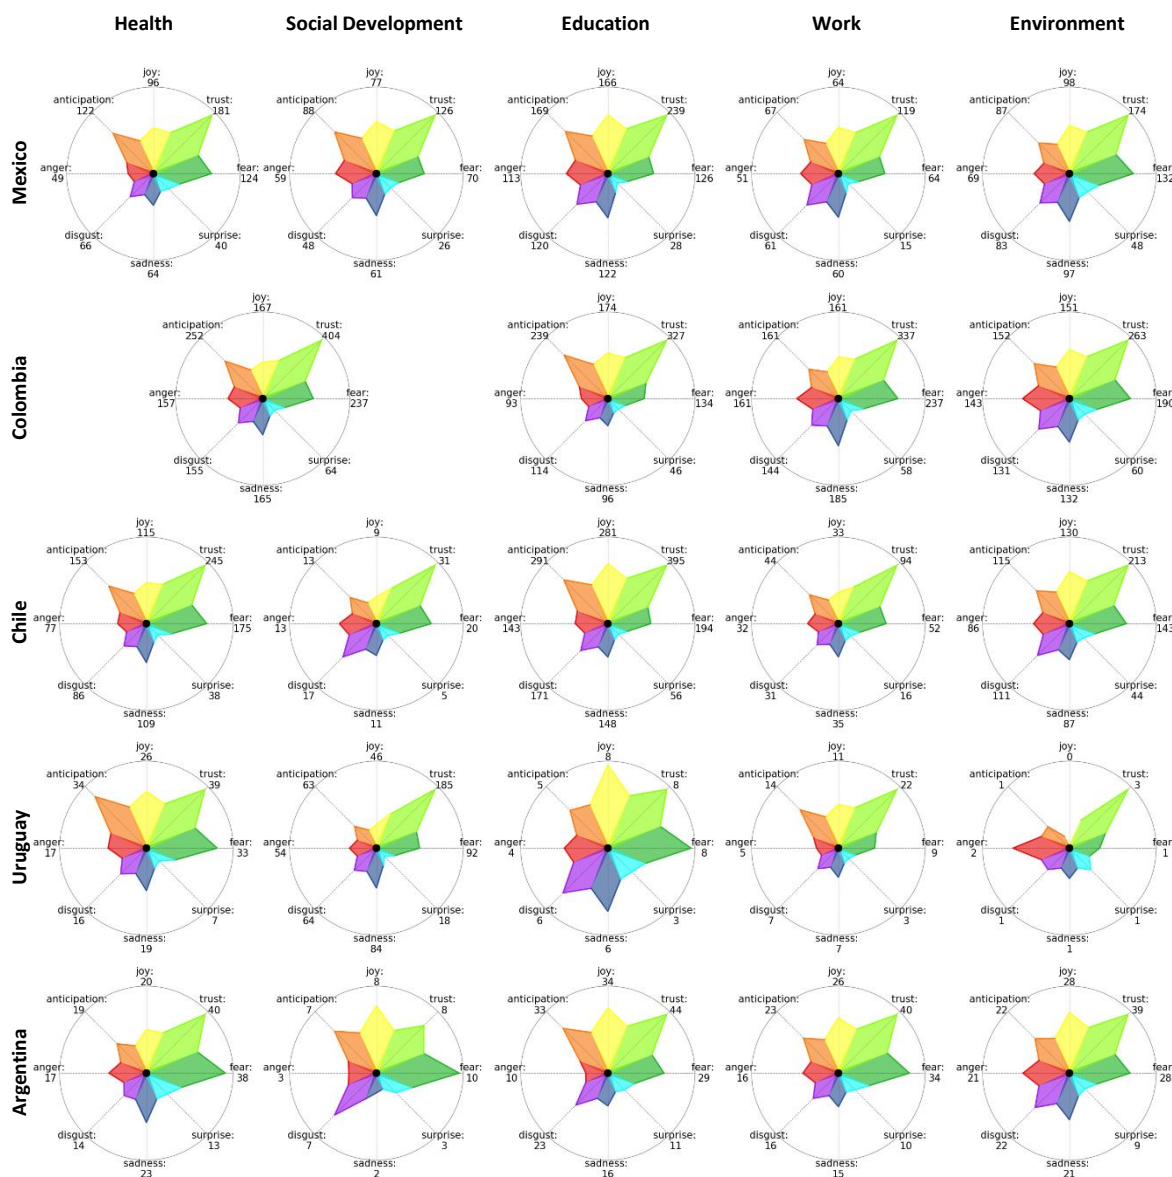 Health
Social Development
Education
Work
Environment
Mexico
joy:
96
anticipation:
122
trust:
181
anger:
49
fear:
124
disgust:
66
surprise:
40
sadness:
64
joy:
77
anticipation:
88
trust:
126
anger:
59
fear:
70
disgust:
48
surprise:
26
sadness:
61
joy:
166
anticipation:
169
trust:
239
anger:
113
fear:
126
disgust:
120
surprise:
28
sadness:
122
joy:
64
anticipation:
67
trust:
119
anger:
51
fear:
64
disgust:
61
surprise:
15
sadness:
60
joy:
98
anticipation:
87
trust:
174
anger:
69
fear:
132
disgust:
83
surprise:
48
sadness:
97
Colombia
joy:
167
anticipation:
252
trust:
404
anger:
157
fear:
237
disgust:
155
surprise:
64
sadness:
165
joy:
174
anticipation:
239
trust:
327
anger:
93
fear:
134
disgust:
114
surprise:
46
sadness:
96
joy:
161
anticipation:
161
trust:
337
anger:
161
fear:
237
disgust:
144
surprise:
58
sadness:
185
joy:
151
anticipation:
152
trust:
263
anger:
143
fear:
190
disgust:
131
surprise:
60
sadness:
132
Chile
joy:
115
anticipation:
153
trust:
245
anger:
77
fear:
175
disgust:
86
surprise:
38
sadness:
109
joy:
9
anticipation:
13
trust:
31
anger:
13
fear:
20
disgust:
17
surprise:
5
sadness:
11
joy:
281
anticipation:
291
trust:
395
anger:
143
fear:
194
disgust:
171
surprise:
56
sadness:
148
joy:
33
anticipation:
44
trust:
94
anger:
32
fear:
52
disgust:
31
surprise:
16
sadness:
35
joy:
130
anticipation:
115
trust:
213
anger:
86
fear:
143
disgust:
111
surprise:
44
sadness:
87
Uruguay
joy:
26
anticipation:
34
trust:
39
anger:
17
fear:
33
disgust:
16
surprise:
7
sadness:
19
joy:
46
anticipation:
63
trust:
185
anger:
54
fear:
92
disgust:
64
surprise:
18
sadness:
84
joy:
8
anticipation:
5
trust:
8
anger:
4
fear:
8
disgust:
6
surprise:
3
sadness:
6
joy:
11
anticipation:
14
trust:
22
anger:
5
fear:
9
disgust:
7
surprise:
3
sadness:
7
joy:
0
anticipation:
1
trust:
3
anger:
2
fear:
1
disgust:
1
surprise:
1
sadness:
1
Argentina
joy:
20
anticipation:
19
trust:
40
anger:
17
fear:
38
disgust:
14
surprise:
13
sadness:
23
joy:
8
anticipation:
7
trust:
8
anger:
3
fear:
10
disgust:
7
surprise:
3
sadness:
2
joy:
34
anticipation:
33
trust:
44
anger:
10
fear:
29
disgust:
23
surprise:
11
sadness:
16
joy:
26
anticipation:
23
trust:
40
anger:
16
fear:
34
disgust:
16
surprise:
10
sadness:
15
joy:
28
anticipation:
22
trust:
39
anger:
21
fear:
28
disgust:
22
surprise:
9
sadness:
21